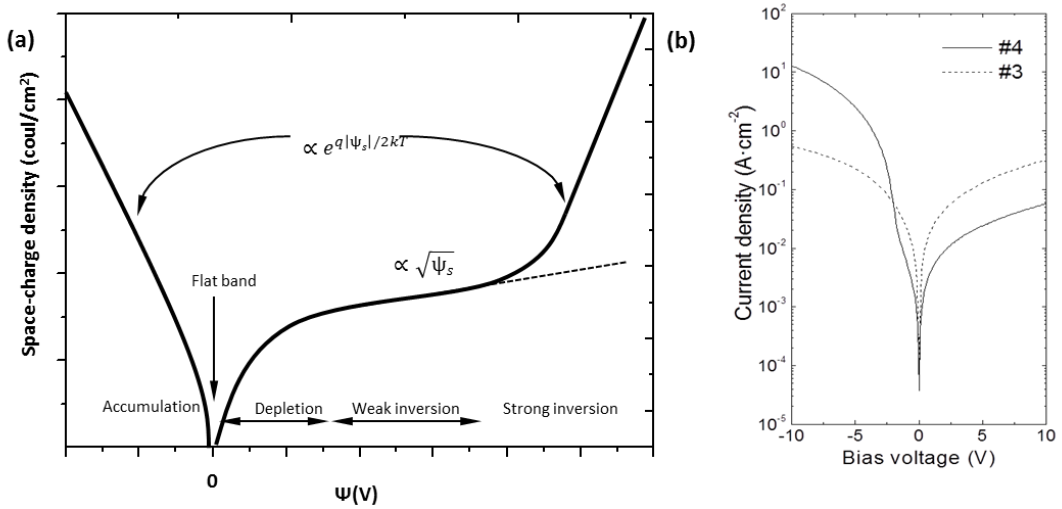 (a)
Space-charge density (coul/cm²)
∝ e^{q|Ψ_s|/2kT}
∝ √Ψ_s
Flat band
Accumulation
Depletion
Weak inversion
Strong inversion
0
Ψ(V)
(b)
Current density (A·cm⁻²)
10²
10¹
10⁰
10⁻¹
10⁻²
10⁻³
10⁻⁴
10⁻⁵
#4
#3
-10 -5 0 5 10
Bias voltage (V)